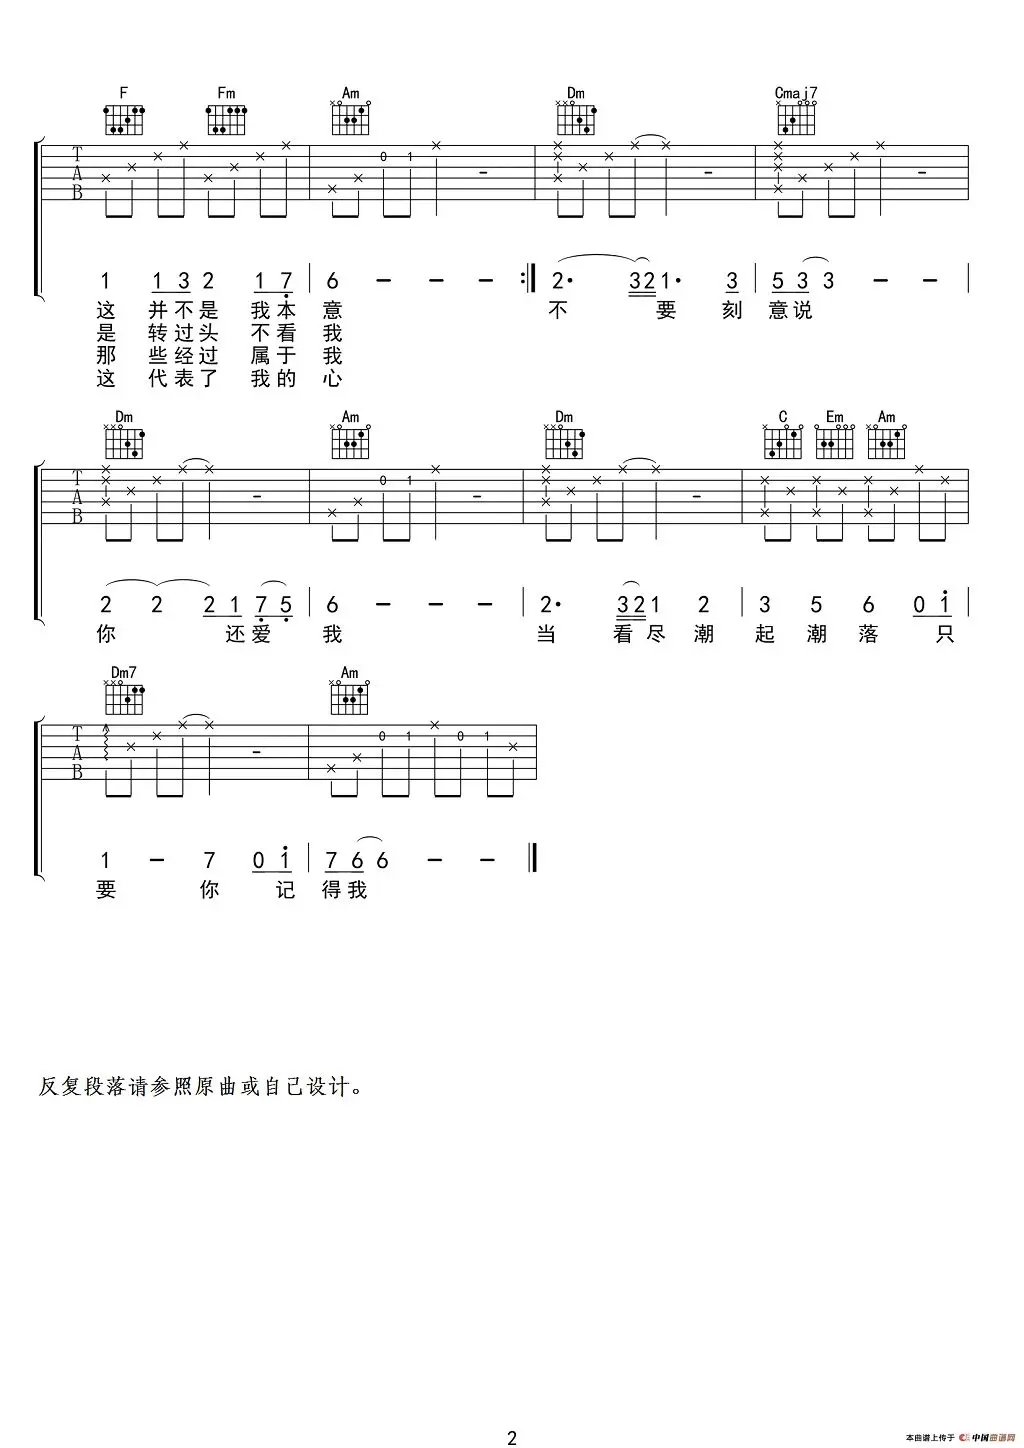 F Fm Am Dm Cmaj7
T A B 0 1
1 1 3 2 1 7 6 - - - :| 2· 3 2 1· 3 | 5 3 3 - - |
这 并不是 我本 意 不 要 刻 意说
是 转过头 不看 我
那 些经过 属于 我
这 代表了 我的 心
Dm Am Dm C Em Am
T A B 0 1
2 2 2 1 7 5 | 6 - - - | 2· 3 2 1 2 | 3 5 6 0 1 |
你 还爱 我 当 看尽 潮 起 潮 落 只
Dm7 Am
T A B 0 1 0 1
1 - 7 0 1 | 7 6 6 - - ||
要 你 记 得我
反复段落请参照原曲或自己设计。
2
本曲谱上传于 中国曲谱网